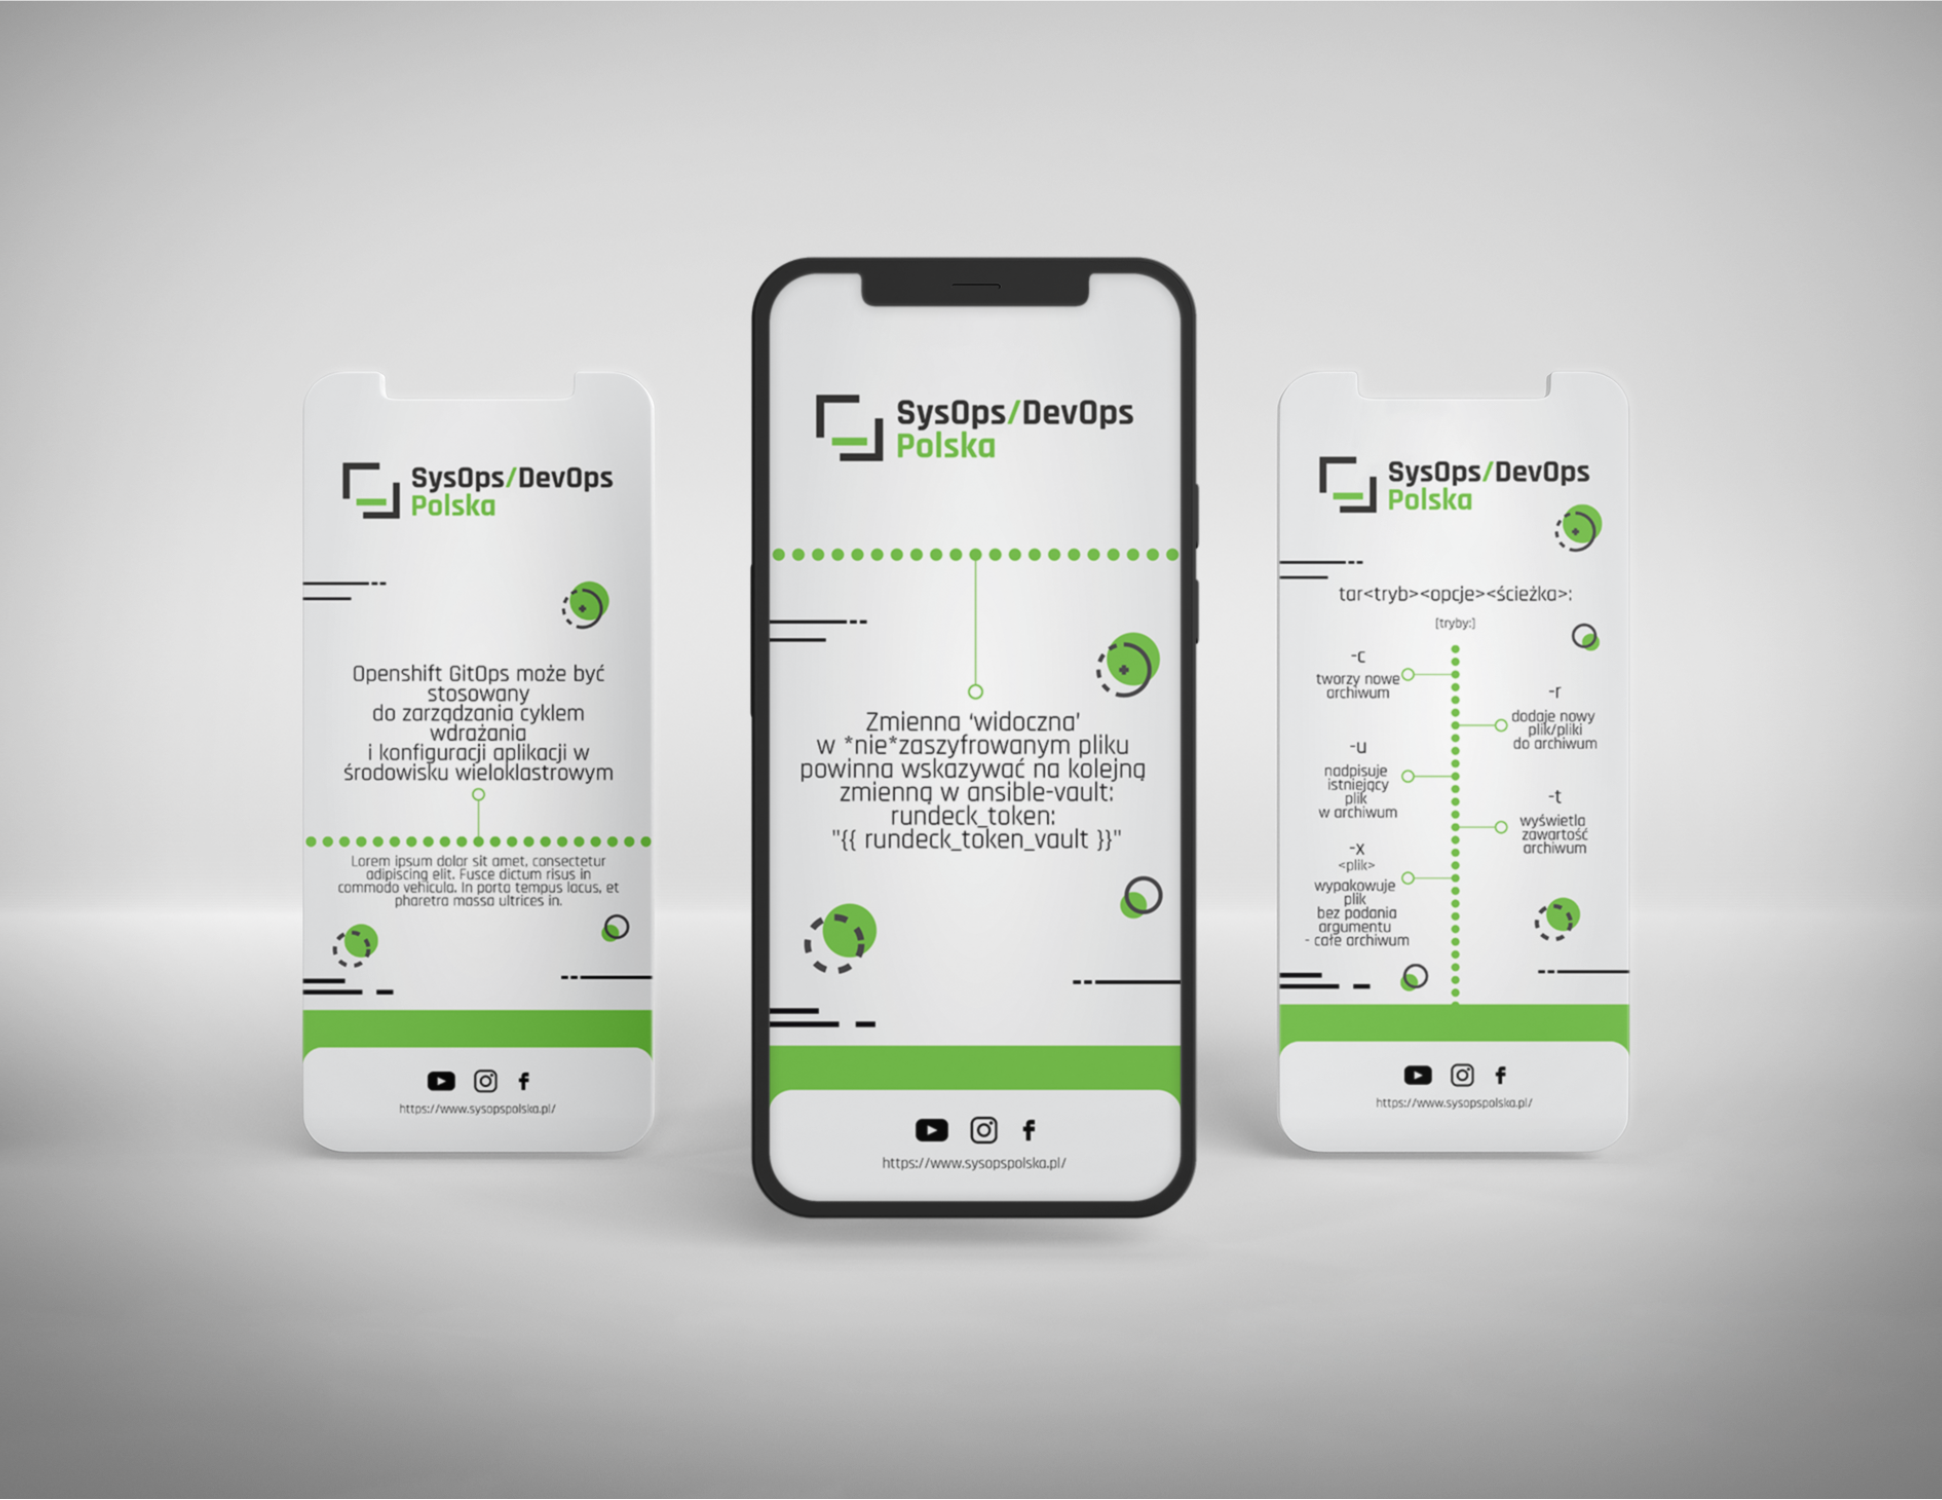 SysOps/DevOps
Polska
Openshift GitOps może być
stosowany
do zarządzania cyklem
wdrażania
i konfiguracji aplikacji w
środowisku wieloklastrowym
Lorem ipsum dolor sit amet, consectetur
adipiscing elit. Fusce dictum risus in
commodo vehicula. In porta tempus lacus, et
pharetra massa ultrices in.
https://www.sysopspolska.pl/
SysOps/DevOps
Polska
Zmienna ‘widoczna’
w *nie*zaszyfrowanym pliku
powinna wskazywać na kolejną
zmienną w ansible-vault:
rundeck_token:
"{{ rundeck_token_vault }}"
https://www.sysopspolska.pl/
SysOps/DevOps
Polska
tar<tryb><opcje><ścieżka>:
[tryby:]
-c
tworzy nowe
archiwum
-r
dodaje nowy
plik/pliki
do archiwum
-u
nadpisuje
istniejący
plik
w archiwum
-t
wyświetla
zawartość
archiwum
-x
<plik>
wypakowuje
plik
bez podania
argumentu
- całe archiwum
https://www.sysopspolska.pl/